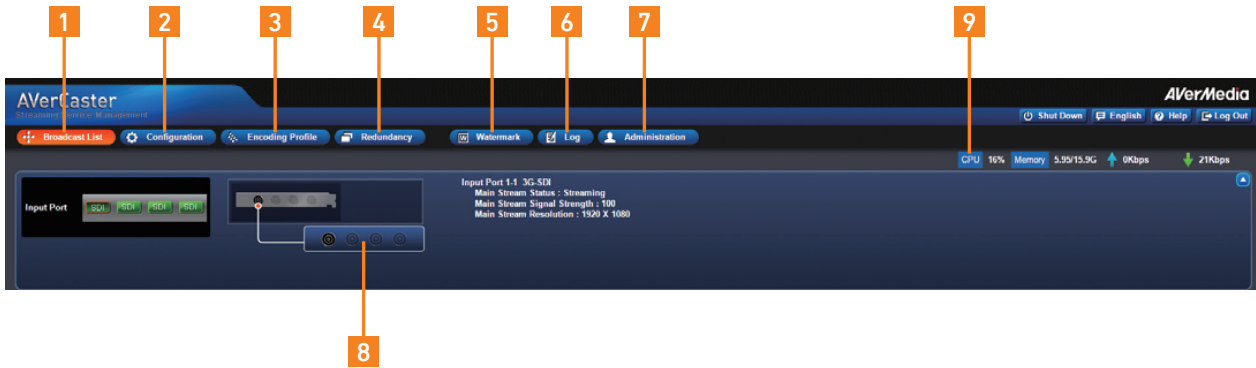 1 2 3 4 5 6 7 9
AVerCaster
AVerMedia
Streaming Service Management
Shut Down English Help Log Out
Broadcast List Configuration Encoding Profile Redundancy Watermark Log Administration
CPU 16% Memory 5.95/15.9G 0Kbps 21Kbps
Input Port 1-1 3G-SDI
Main Stream Status : Streaming
Main Stream Signal Strength : 100
Main Stream Resolution : 1920 X 1080
Input Port SDI SDI SDI SDI
8